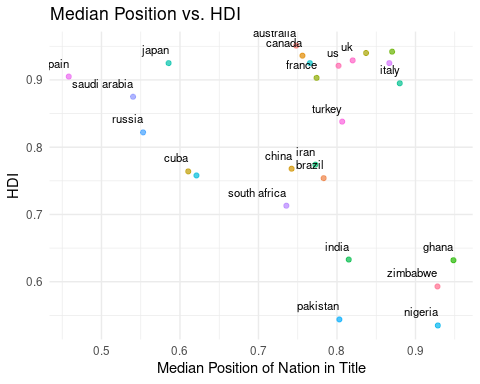 Median Position vs. HDI
australia
canada
japan
uk
us
pain
france
italy
saudi arabia
turkey
russia
iran
china
cuba
brazil
south africa
india
ghana
zimbabwe
pakistan
nigeria
0.9
0.8
0.7
0.6
HDI
0.5
0.6
0.7
0.8
0.9
Median Position of Nation in Title